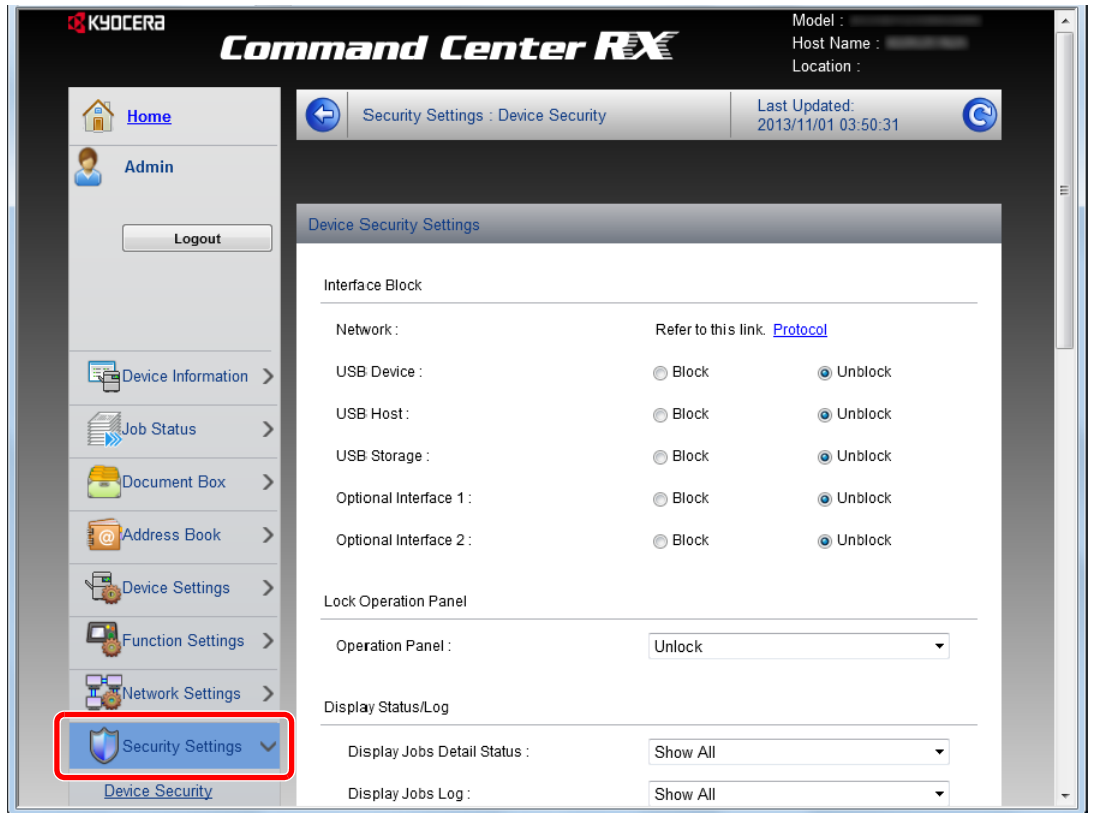 KYOCERA
Command Center RX
Model :
Host Name :
Location :
Home
Admin
Logout
Device Information
Job Status
Document Box
Address Book
Device Settings
Function Settings
Network Settings
Security Settings
Device Security
Security Settings : Device Security
Last Updated:
2013/11/01 03:50:31
Device Security Settings
Interface Block
Network : Refer to this link. Protocol
USB Device : Block Unblock
USB Host : Block Unblock
USB Storage : Block Unblock
Optional Interface 1 : Block Unblock
Optional Interface 2 : Block Unblock
Lock Operation Panel
Operation Panel : Unlock
Display Status/Log
Display Jobs Detail Status : Show All
Display Jobs Log : Show All